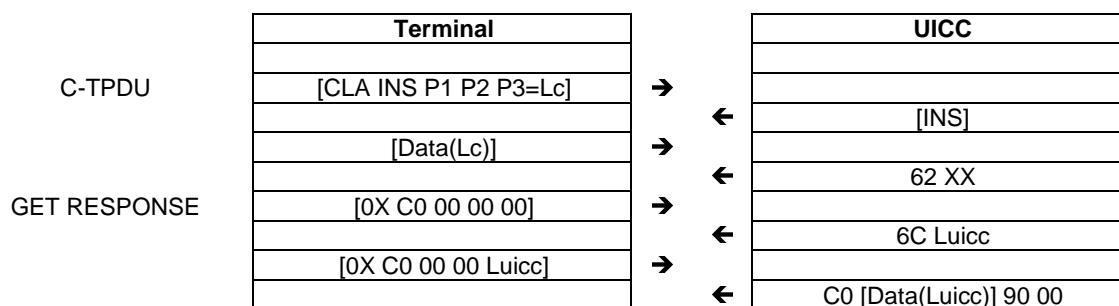 Terminal UICC
C-TPDU [CLA INS P1 P2 P3=Lc] ➔
🡸 [INS]
[Data(Lc)] ➔
🡸 62 XX
GET RESPONSE [0X C0 00 00 00] ➔
🡸 6C Luicc
[0X C0 00 00 Luicc] ➔
🡸 C0 [Data(Luicc)] 90 00